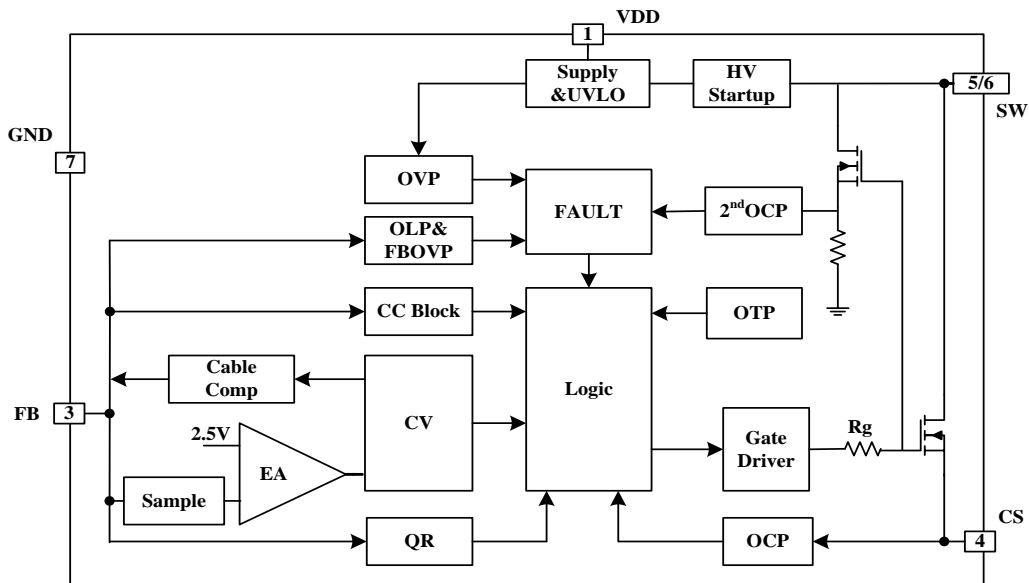 VDD
1
Supply
&UVLO
HV
Startup
5/6
SW
GND
7
OVP
FAULT
2ndOCP
OLP&
FBOVP
CC Block
OTP
Cable
Comp
Logic
CV
FB
3
2.5V
EA
Gate
Driver
Rg
Sample
CS
QR
OCP
4